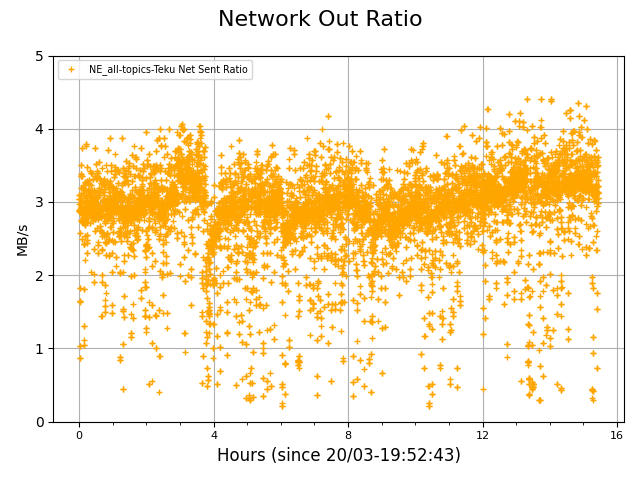 Network Out Ratio
NE_all-topics-Teku Net Sent Ratio
MB/s
5
4
3
2
1
0
0 4 8 12 16
Hours (since 20/03-19:52:43)